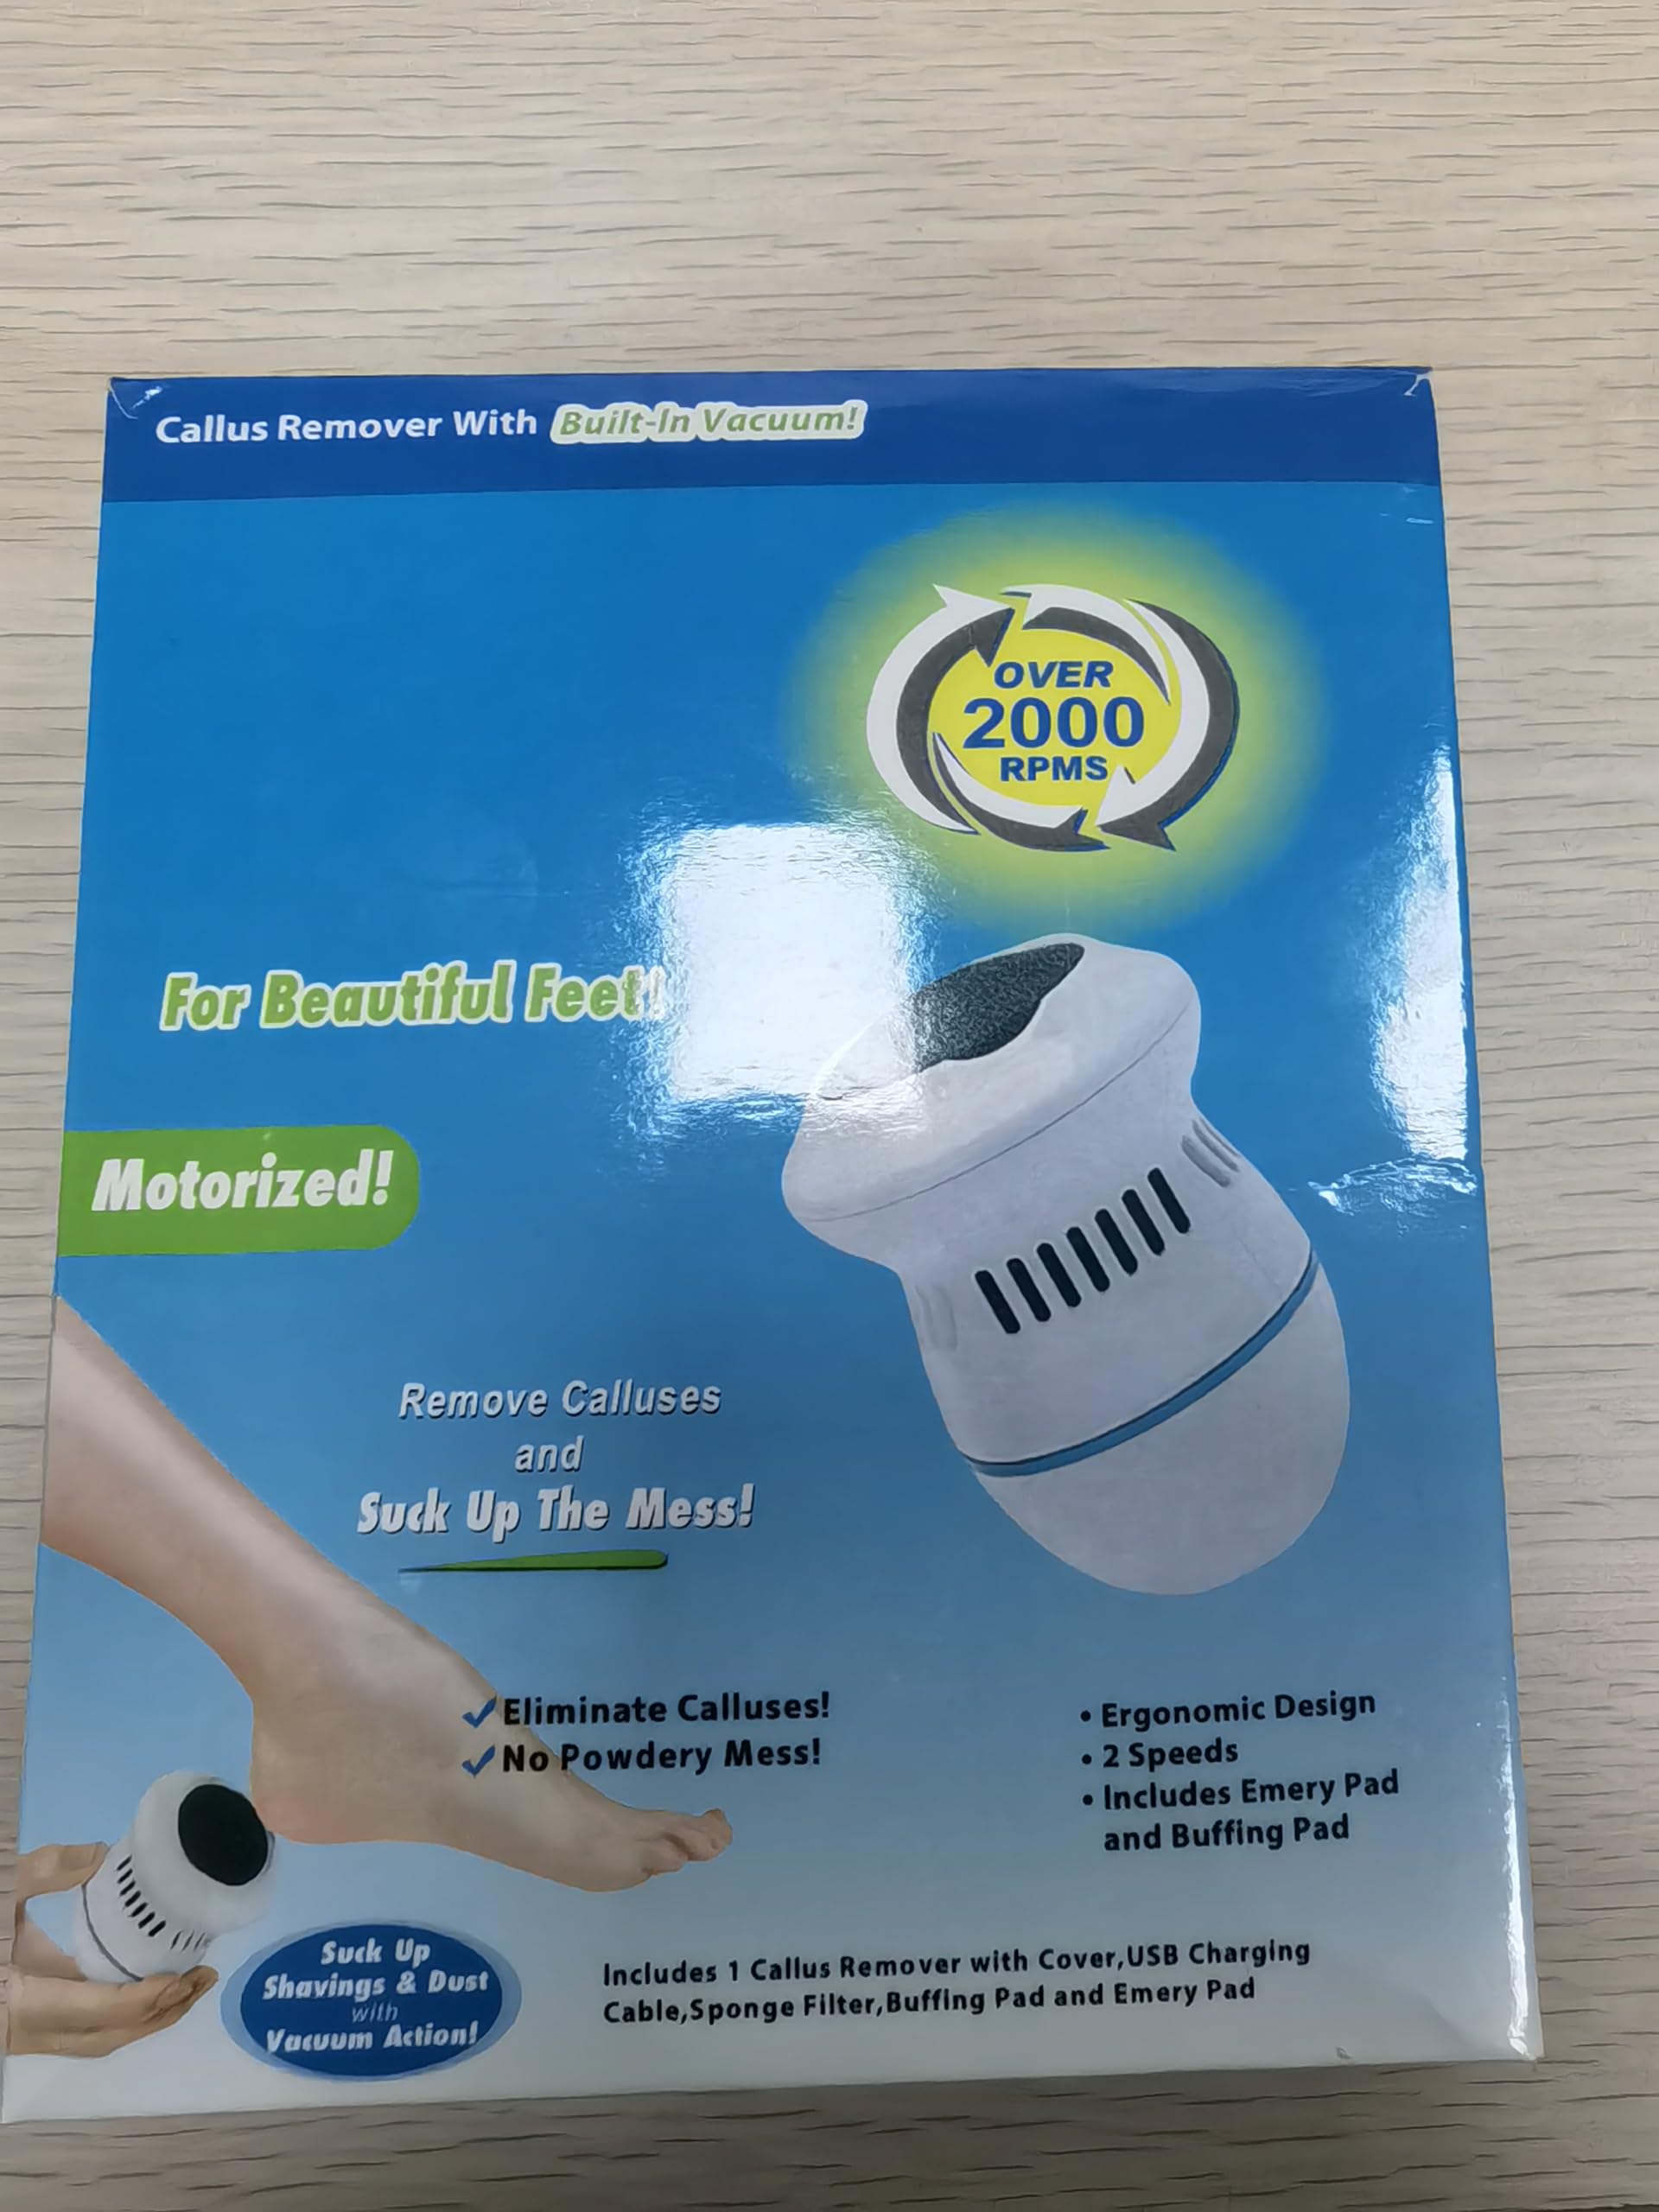 Callus Remover With Built-In Vacuum!
OVER
2000
RPMS
For Beautiful Feet!
Motorized!
Remove Calluses
and
Suck Up The Mess!
Eliminate Calluses!
No Powdery Mess!
• Ergonomic Design
• 2 Speeds
• Includes Emery Pad
and Buffing Pad
Suck Up
Shavings & Dust
with
Vacuum Action!
Includes 1 Callus Remover with Cover,USB Charging
Cable,Sponge Filter,Buffing Pad and Emery Pad